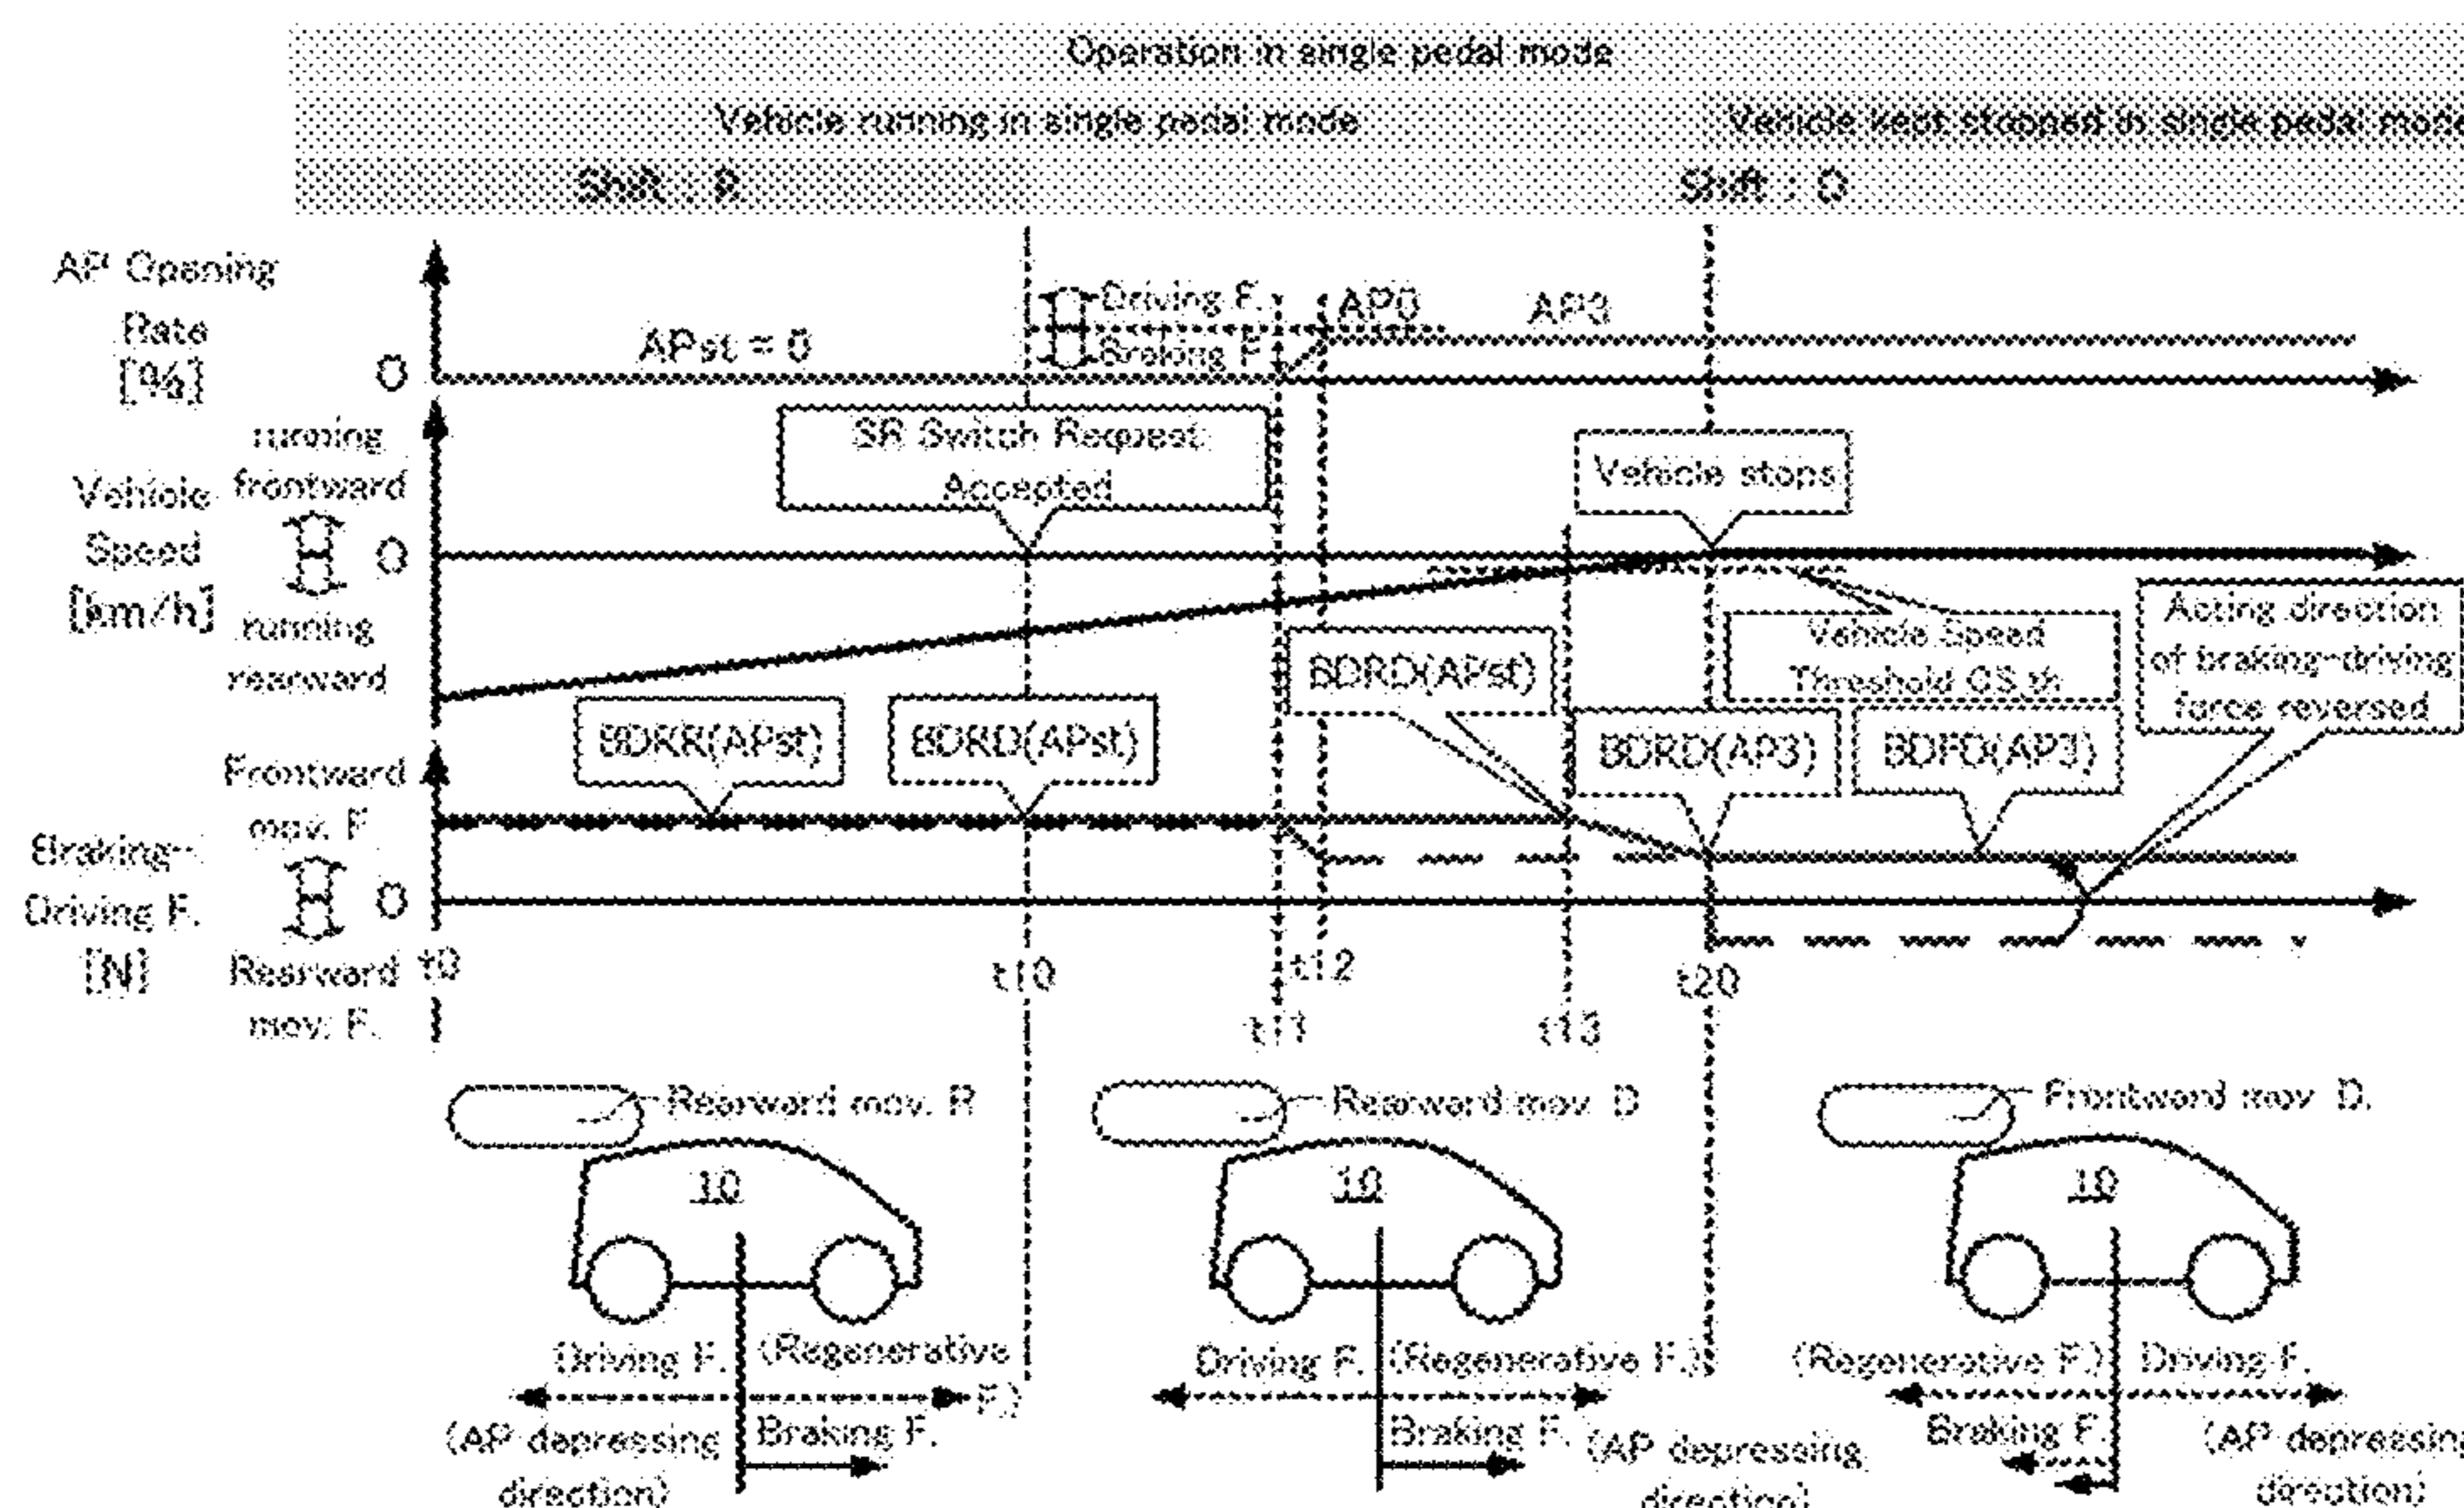 Operation in single pedal mode
Vehicle running in single pedal mode
Vehicle kept stopped in single pedal mode
Shift : R
Shift : D
AP Opening
Rate
[%]
0
APst = 0
Driving F.
Braking F.
AP0
AP3
SR Switch Request
Accepted
Vehicle stops
Vehicle
Speed
[km/h]
running
frontward
0
running
rearward
BDRD(APst)
Vehicle Speed
Threshold GS.th
Acting direction
of braking-driving
force reversed
BDRR(APst)
BDRD(APst)
BDRD(AP3)
BDFD(AP3)
Frontward
mov. F.
Braking-
Driving F.
[N]
0
Rearward
mov. F.
t0
t10
t11
t12
t13
t20
Rearward mov. R
Rearward mov. D
Frontward mov. D.
10
10
10
Driving F.
(Regenerative
F.)
(AP depressing
direction)
Braking F.
Driving F.
(Regenerative F.)
Braking F.
(AP depressing
direction)
(Regenerative F.)
Driving F.
Braking F.
(AP depressing
direction)